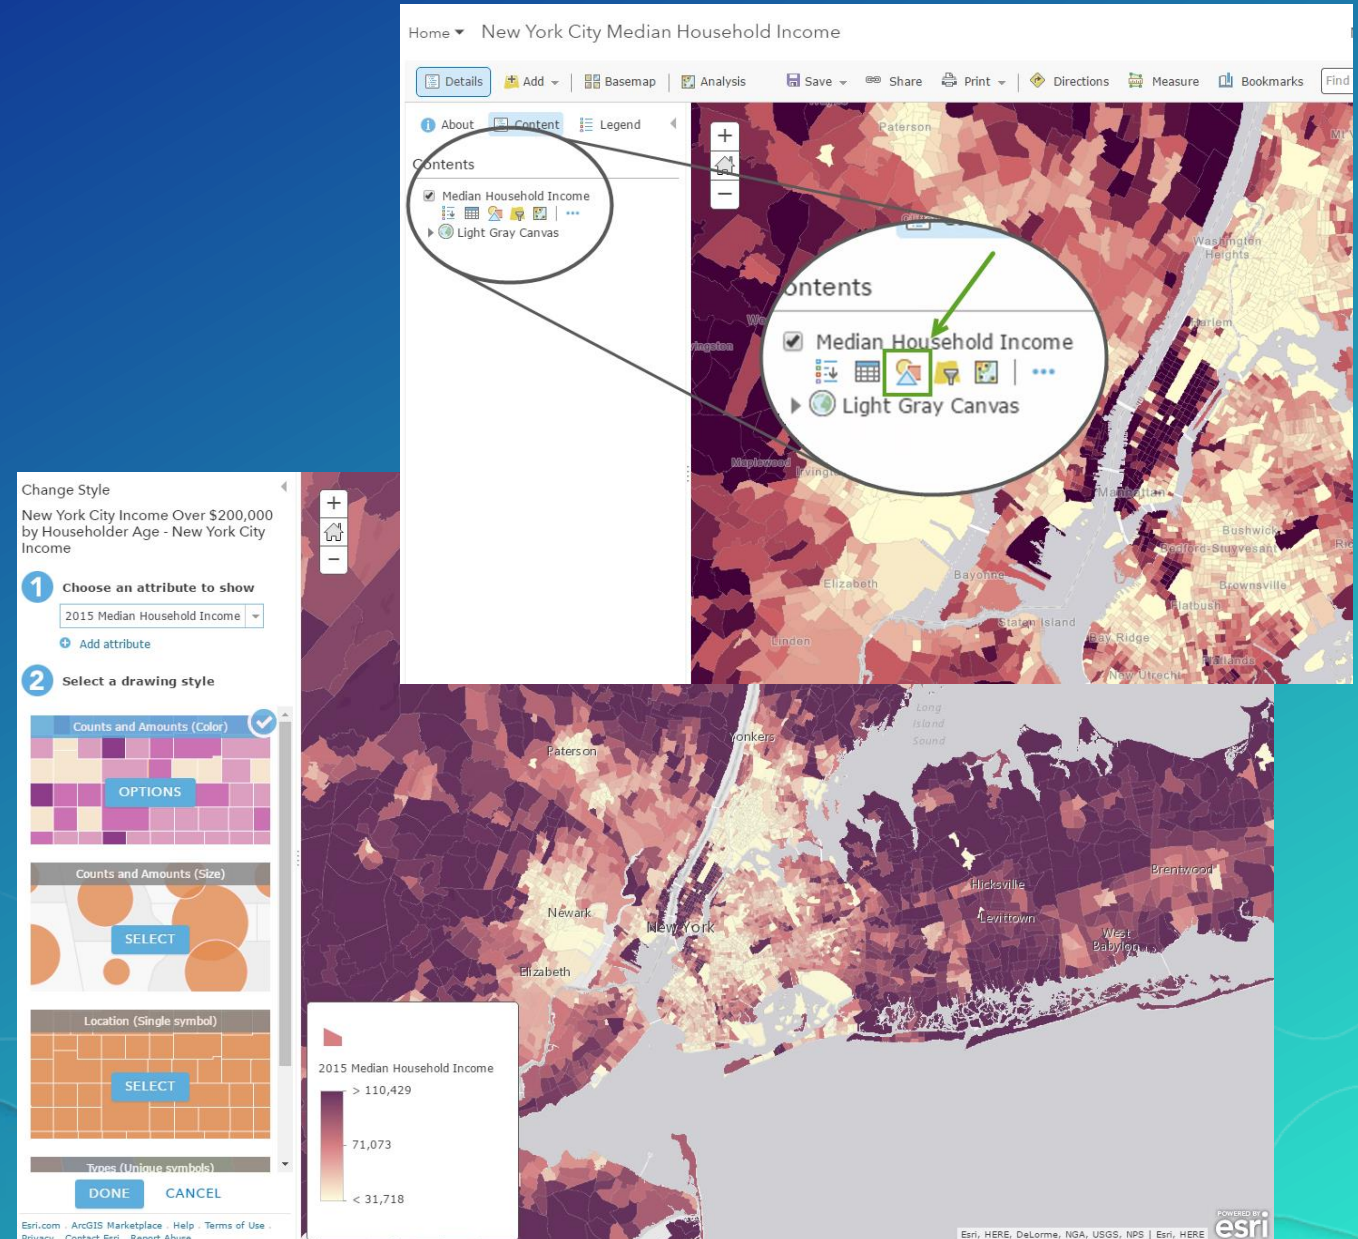 Home New York City Median Household Income
Details Add Basemap Analysis Save Share Print Directions Measure Bookmarks Find
About Content Legend
Contents
Median Household Income
Light Gray Canvas
+
−
Paterson
Washington
Heights
Harlem
ontents
Median Household Income
Light Gray Canvas
Maplewood
Irving
Manhattan
Bushwick
Bedford-Stuyvesant
Elizabeth
Bayonne
Brownsville
Flatbush
Staten Island
Linden
Bay Ridge
New Utrecht
Change Style
New York City Income Over $200,000
by Householder Age - New York City
Income
1 Choose an attribute to show
2015 Median Household Income
Add attribute
2 Select a drawing style
Counts and Amounts (Color)
OPTIONS
Counts and Amounts (Size)
SELECT
Location (Single symbol)
SELECT
Types (Unique symbols)
DONE CANCEL
Esri.com . ArcGIS Marketplace . Help . Terms of Use .
Privacy . Contact Esri . Report Abuse
+
−
Long
Island
Sound
Yonkers
Paterson
Brentwood
Hicksville
Newark
Levittown
New York
West
Babylon
Elizabeth
2015 Median Household Income
> 110,429
71,073
< 31,718
POWERED BY
esri
Esri, HERE, DeLorme, NGA, USGS, NPS | Esri, HERE